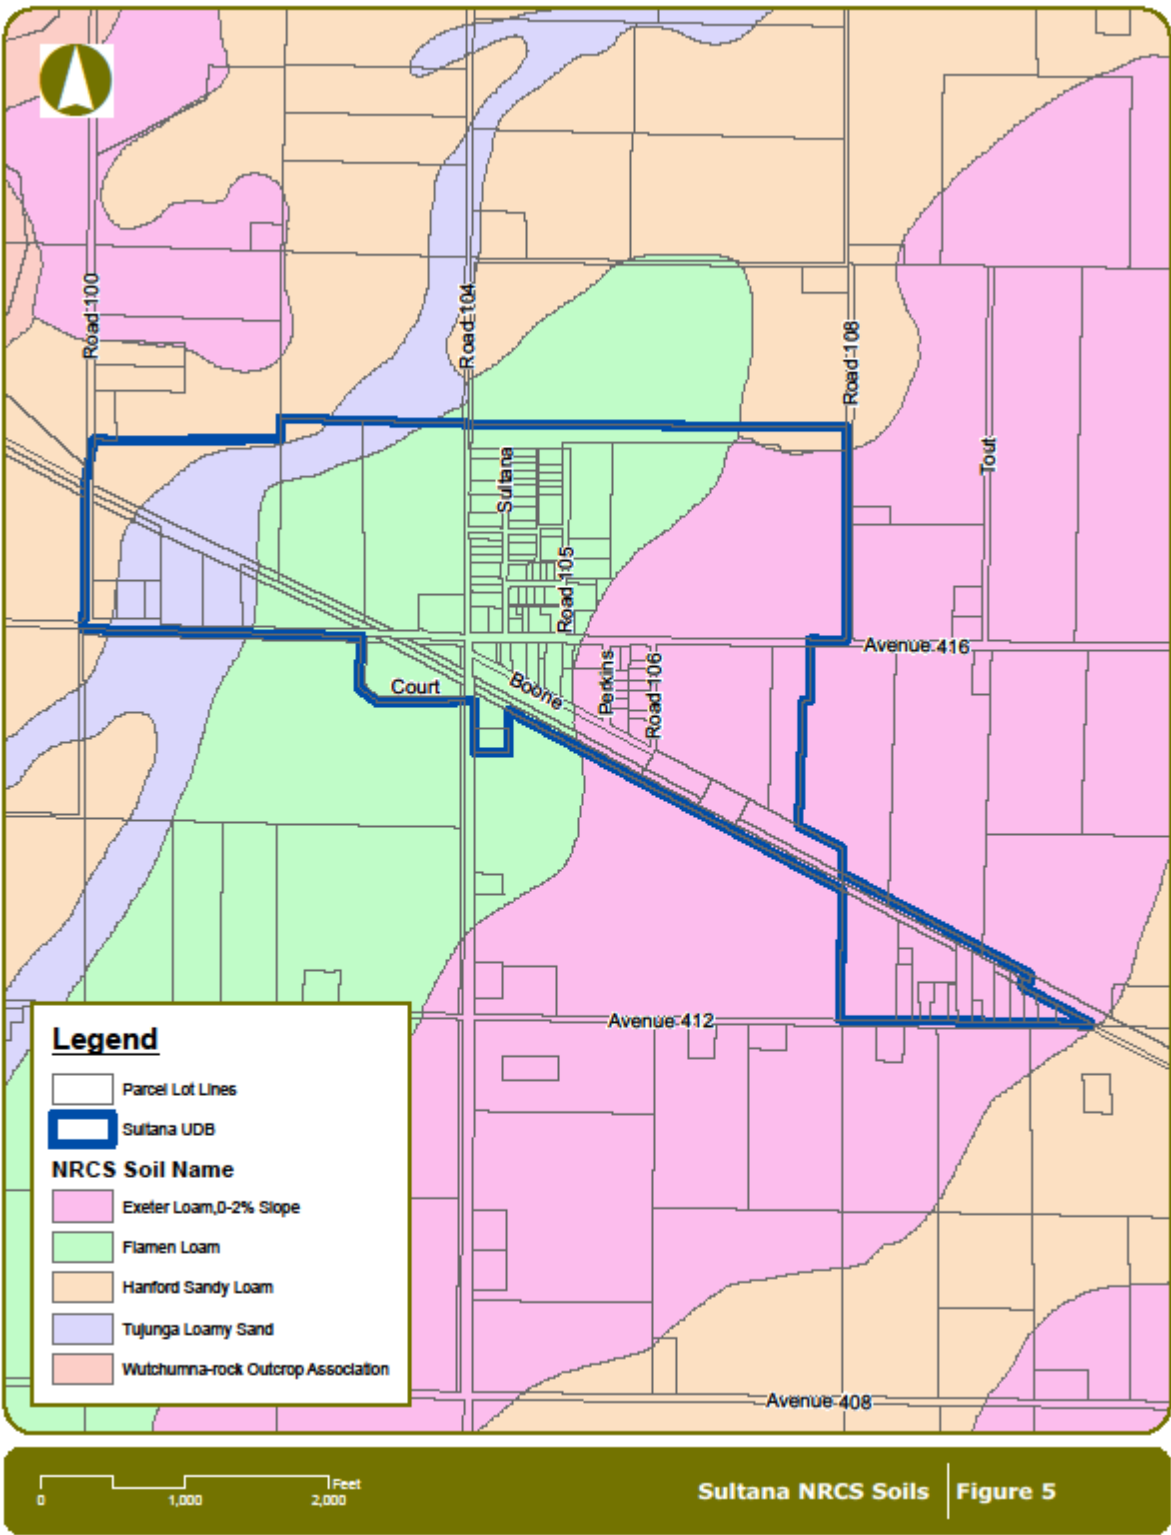 Road 100
Road 104
Road 108
Sultana
Tout
Road 105
Avenue 416
Perkins
Road 106
Court
Boone
Avenue 412
Legend
Parcel Lot Lines
Sultana UDB
NRCS Soil Name
Exeter Loam,0-2% Slope
Flamen Loam
Hanford Sandy Loam
Tujunga Loamy Sand
Wutchumna-rock Outcrop Association
Avenue 408
Feet
0 1,000 2,000
Sultana NRCS Soils Figure 5